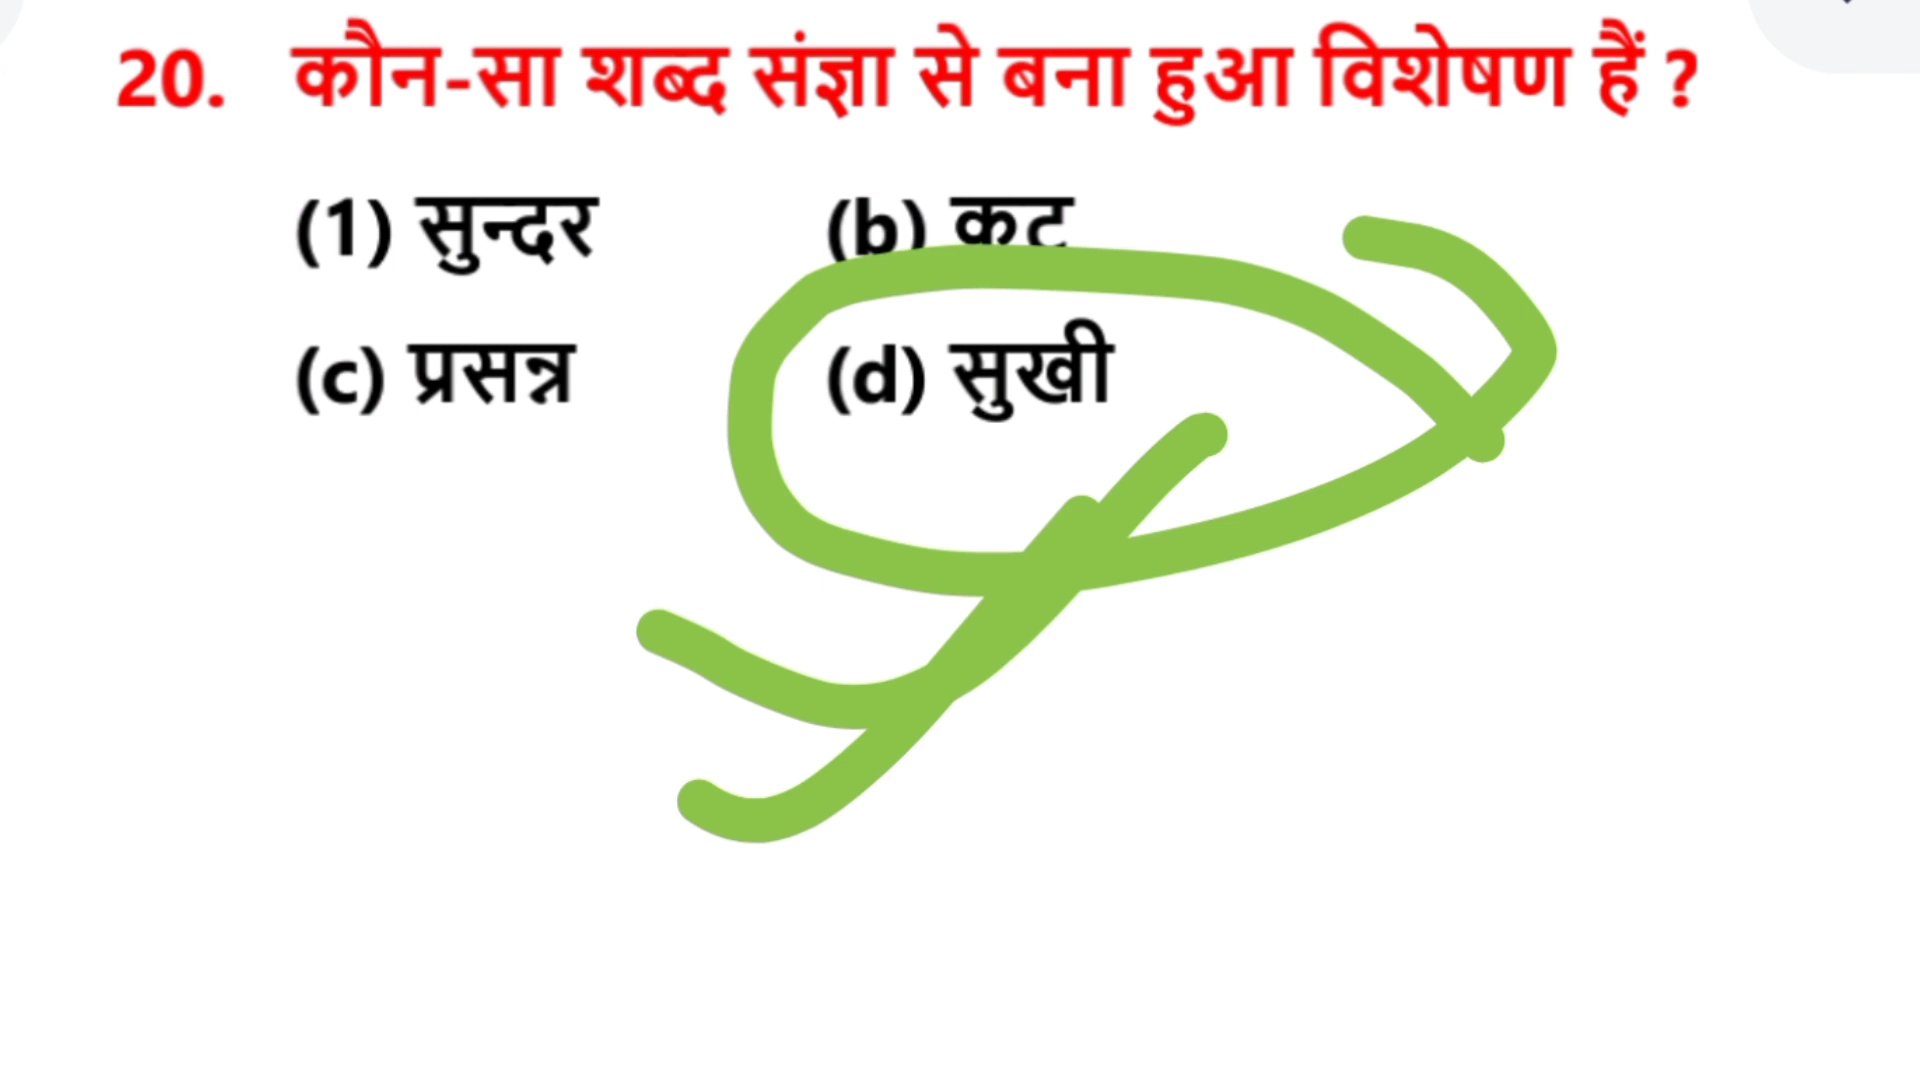 20. कौन-सा शब्द संज्ञा से बना हुआ विशेषण हैं ?
(1) सुन्दर (b)
(c) प्रसन्न (d) सुखी